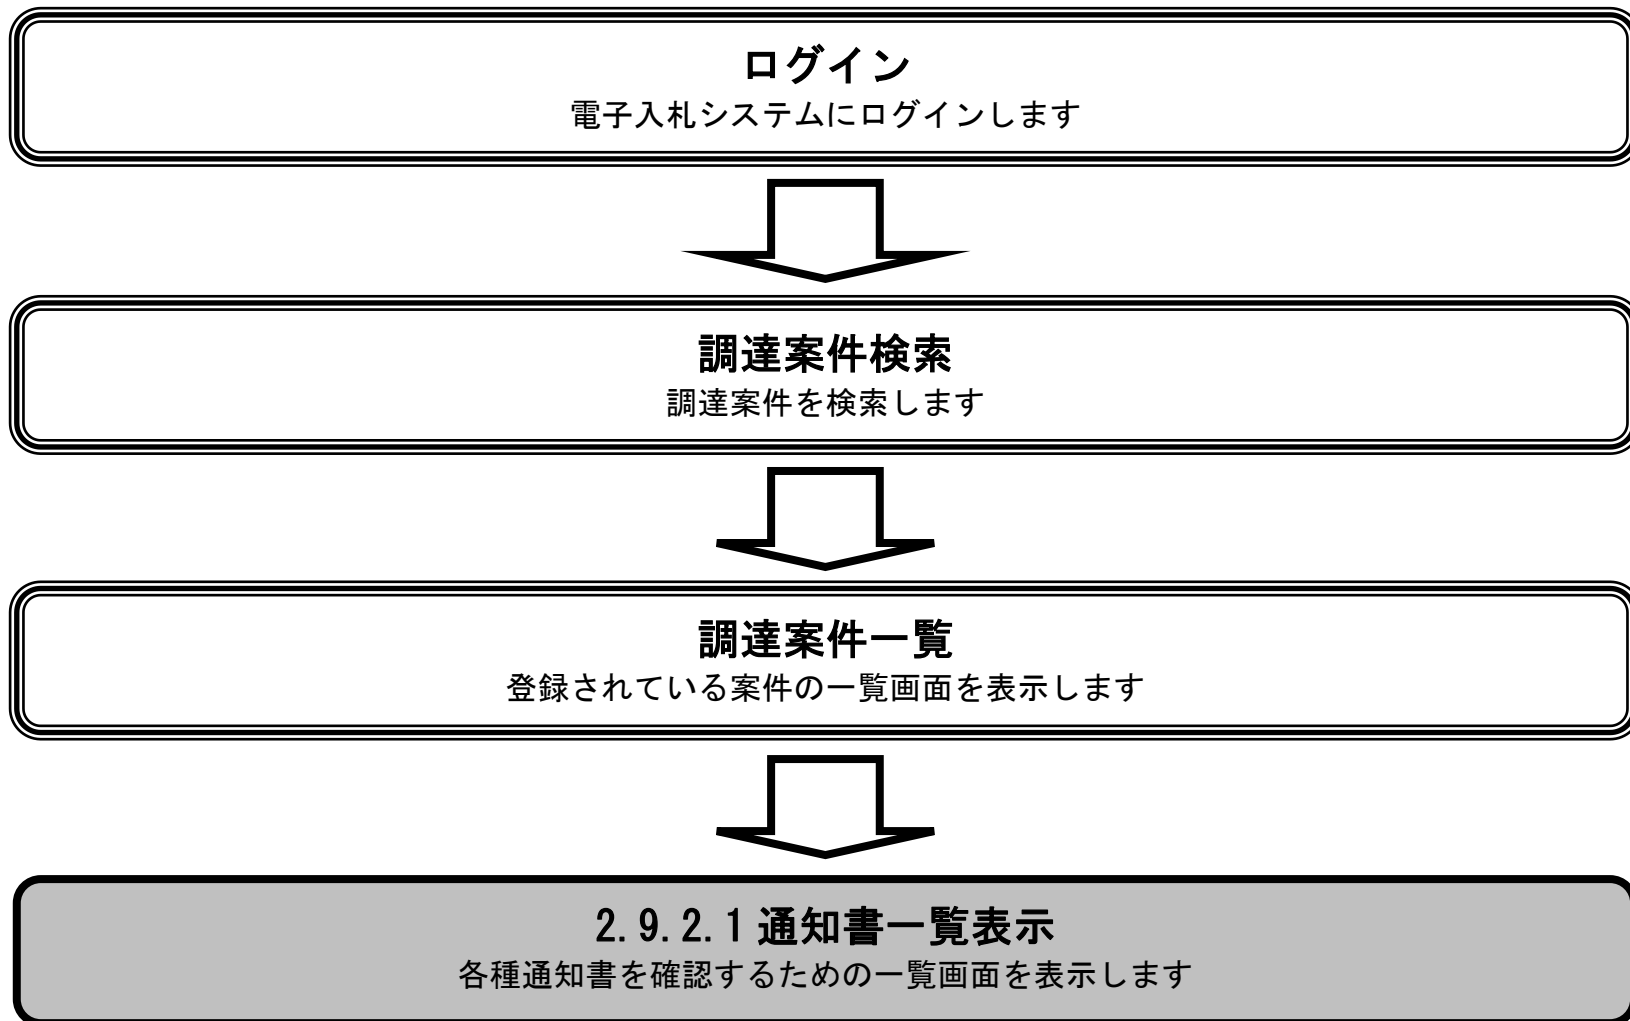 ログイン
電子入札システムにログインします
調達案件検索
調達案件を検索します
調達案件一覧
登録されている案件の一覧画面を表示します
2.9.2.1 通知書一覧表示
各種通知書を確認するための一覧画面を表示します